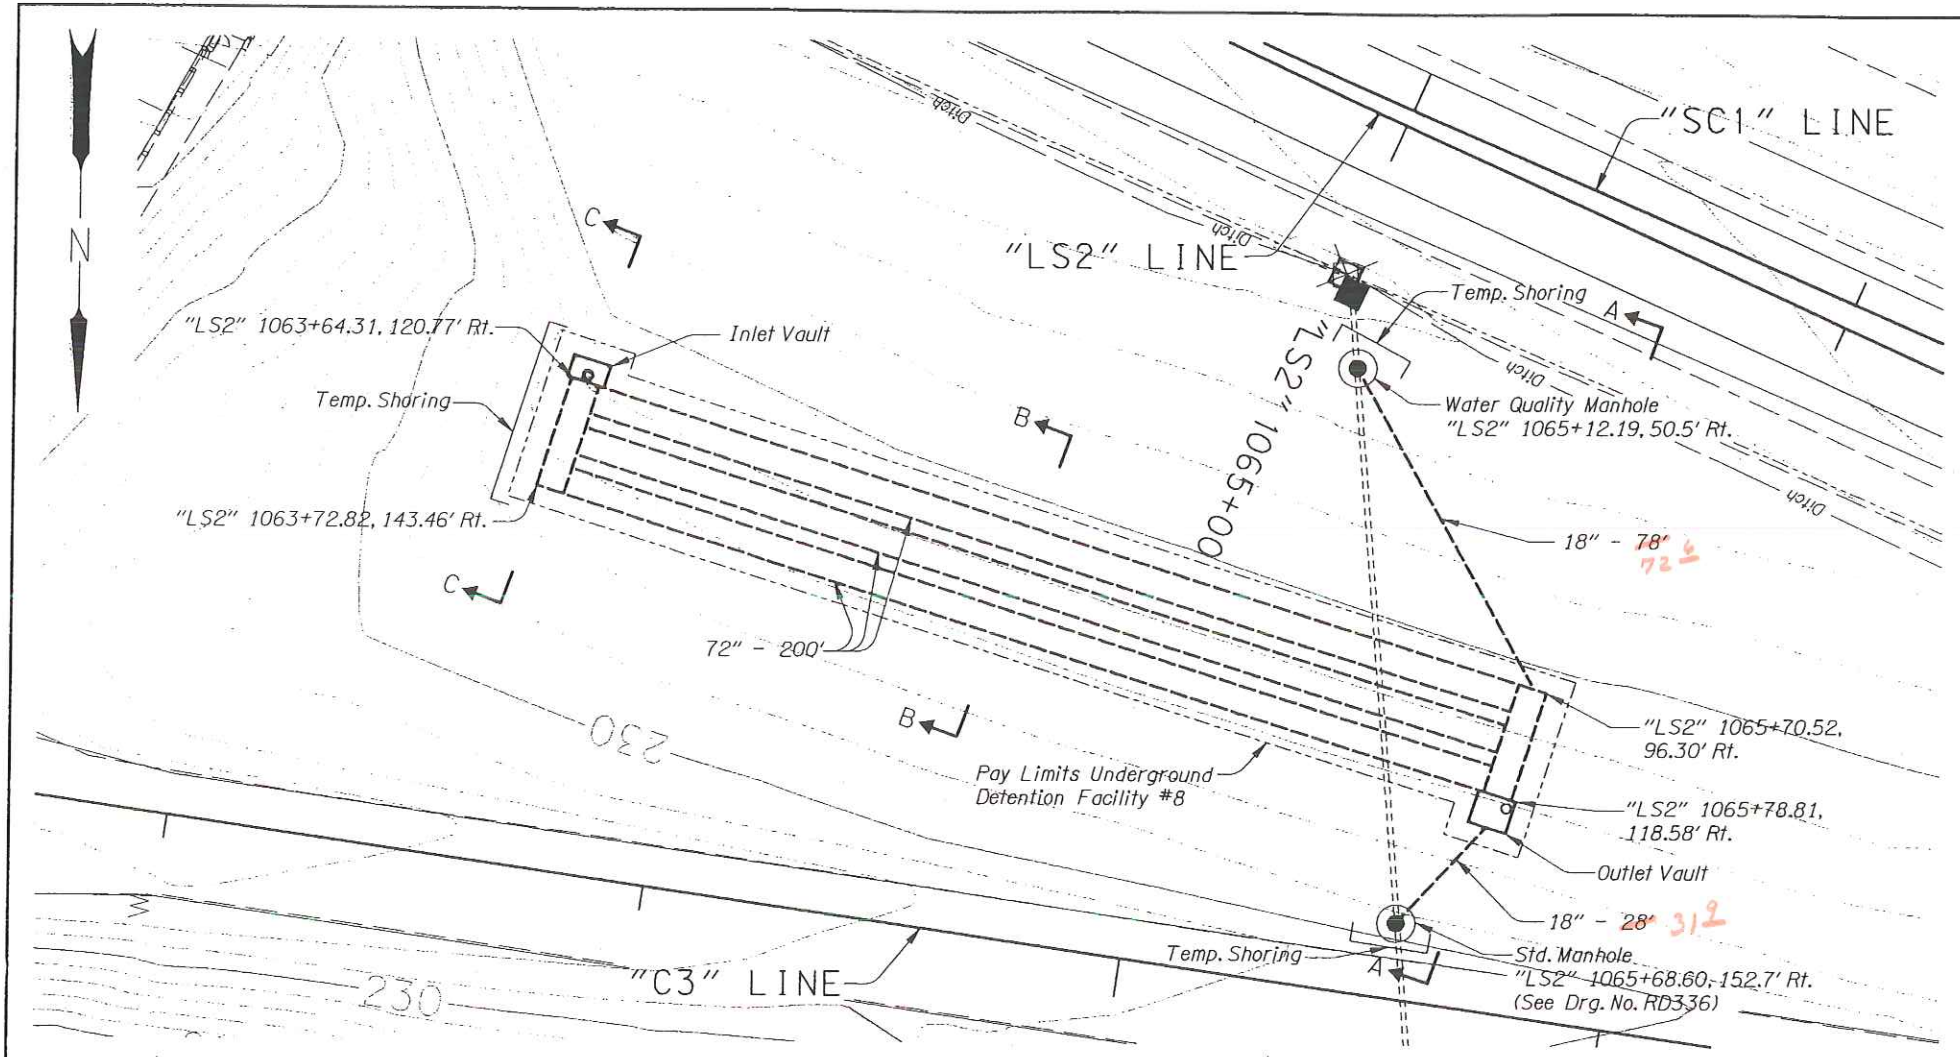 "SC1" LINE
Ditch
C
"LS2" LINE
Ditch
N
Temp. Shoring
A
"LS2" 1063+64.31, 120.77' Rt.
Inlet Vault
"LS2" 1065+00
Ditch
Temp. Shoring
B
Water Quality Manhole
"LS2" 1065+12.19, 50.5' Rt.
Ditch
"LS2" 1063+72.82, 143.46' Rt.
18" - 78'
72 6
C
72" - 200'
B
230
"LS2" 1065+70.52,
96.30' Rt.
Pay Limits Underground
Detention Facility #8
"LS2" 1065+78.81,
118.58' Rt.
Outlet Vault
18" - 28'
31 9
Temp. Shoring
Std. Manhole
A
"LS2" 1065+68.60, 152.7' Rt.
(See Drg. No. RD336)
"C3" LINE
230